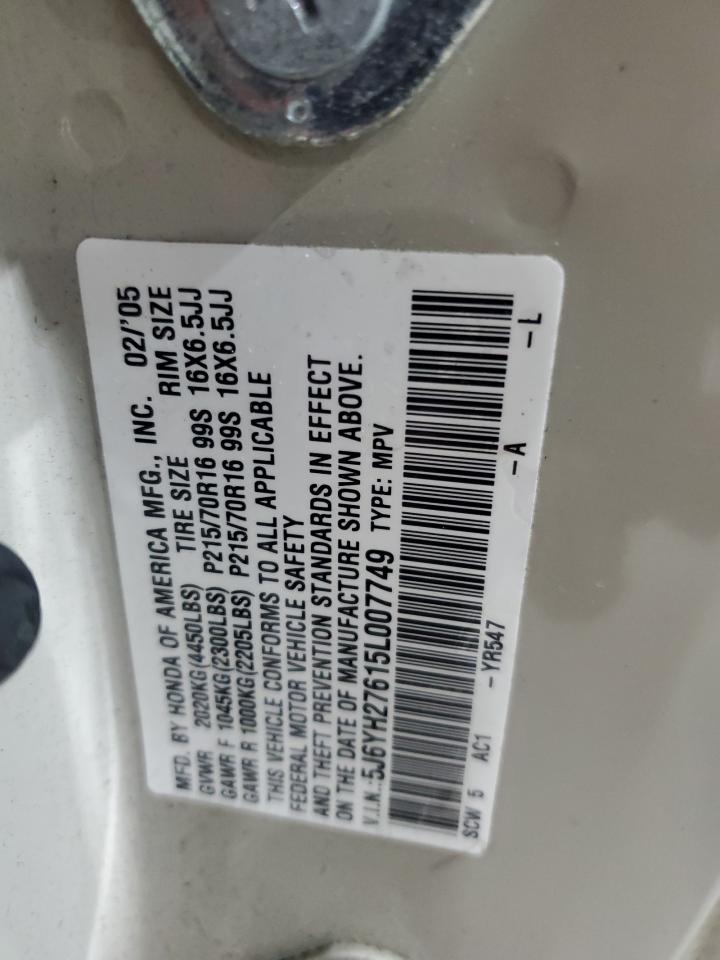 MFD. BY HONDA OF AMERICA MFG., INC. 02/'05
GVWR 2020KG(4450LBS) TIRE SIZE RIM SIZE
GAWR F 1045KG(2300LBS) P215/70R16 99S 16X6.5JJ
GAWR R 1000KG(2205LBS) P215/70R16 99S 16X6.5JJ
THIS VEHICLE CONFORMS TO ALL APPLICABLE
FEDERAL MOTOR VEHICLE SAFETY
AND THEFT PREVENTION STANDARDS IN EFFECT
ON THE DATE OF MANUFACTURE SHOWN ABOVE.
V.I.N.:5J6YH27615L007749 TYPE: MPV
SCW 5 AC1 -YR547 -A -L